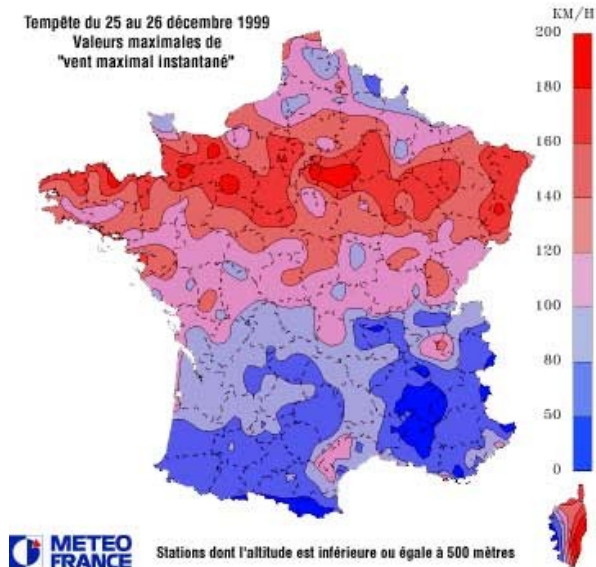 Tempête du 25 au 26 décembre 1999
Valeurs maximales de
"vent maximal instantané"
KM/H
200
180
160
140
120
100
80
50
0
METEO
FRANCE
Stations dont l'altitude est inférieure ou égale à 500 mètres